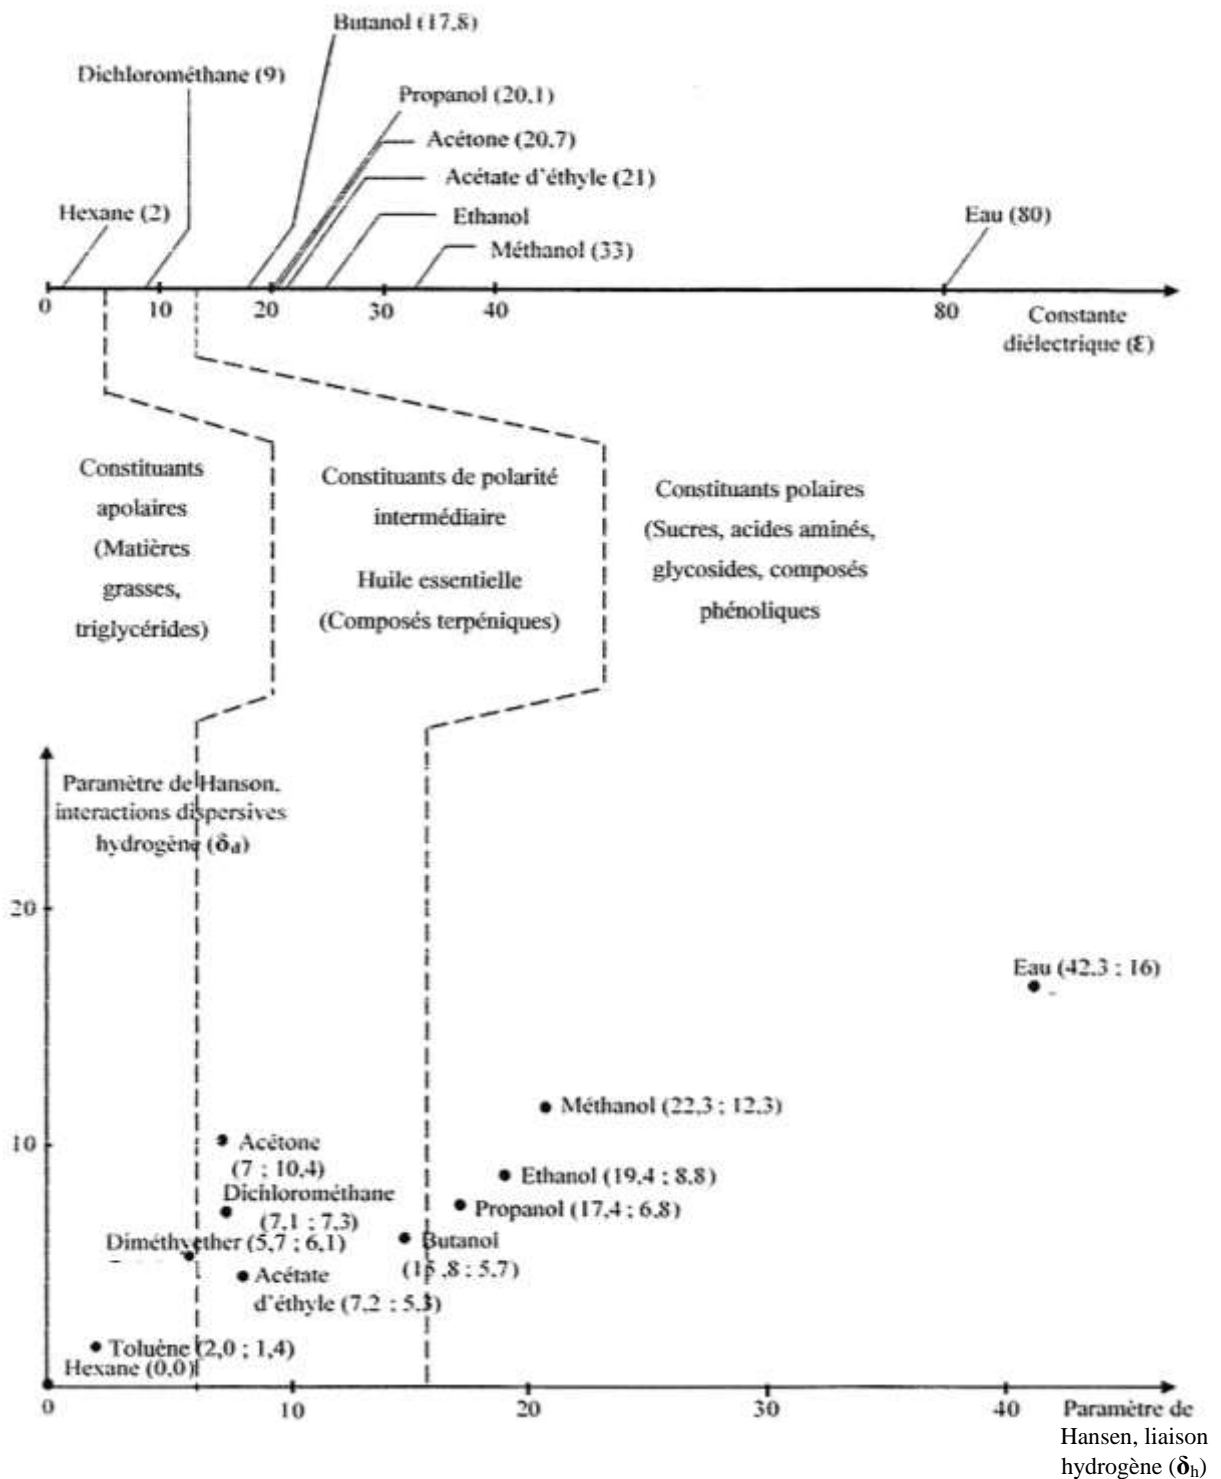 Butanol (17,8)
Dichlorométhane (9)
Propanol (20,1)
Acétone (20,7)
Acétate d'éthyle (21)
Hexane (2)
Ethanol
Eau (80)
Méthanol (33)
0
10
20
30
40
80
Constante
diélectrique (ε)
Constituants
apolaires
(Matières
grasses,
triglycérides)
Constituants de polarité
intermédiaire
Huile essentielle
(Composés terpéniques)
Constituants polaires
(Sucres, acides aminés,
glycosides, composés
phénoliques
Paramètre de Hanson,
interactions dispersives
hydrogène (δd)
20
Eau (42,3 ; 16)
Méthanol (22,3 ; 12,3)
10
Acétone
(7 ; 10,4)
Ethanol (19,4 ; 8,8)
Dichlorométhane
(7,1 ; 7,3)
Propanol (17,4 ; 6,8)
Diméthyether (5,7 ; 6,1)
Butanol
(15,8 ; 5,7)
Acétate
d'éthyle (7,2 ; 5,3)
Toluène (2,0 ; 1,4)
Hexane (0,0)
0
10
20
30
40
Paramètre de
Hansen, liaison
hydrogène (δh)